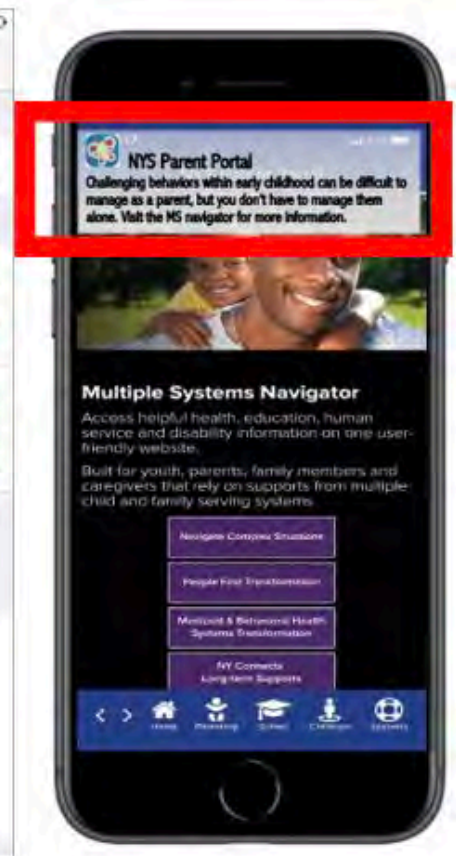 NYS Parent Portal
Challenging behaviors within early childhood can be difficult to
manage as a parent, but you don't have to manage them
alone. Visit the MS navigator for more information.
Multiple Systems Navigator
Access helpful health, education, human
service and disability information on one user-
friendly website.
Built for youth, parents, family members and
caregivers that rely on supports from multiple
child and family serving systems
Navigate Complex Situations
People First Transformation
Medicaid & Behavioral Health
Systems Transformation
NY Connects
Long-term Supports
Home
Parenting